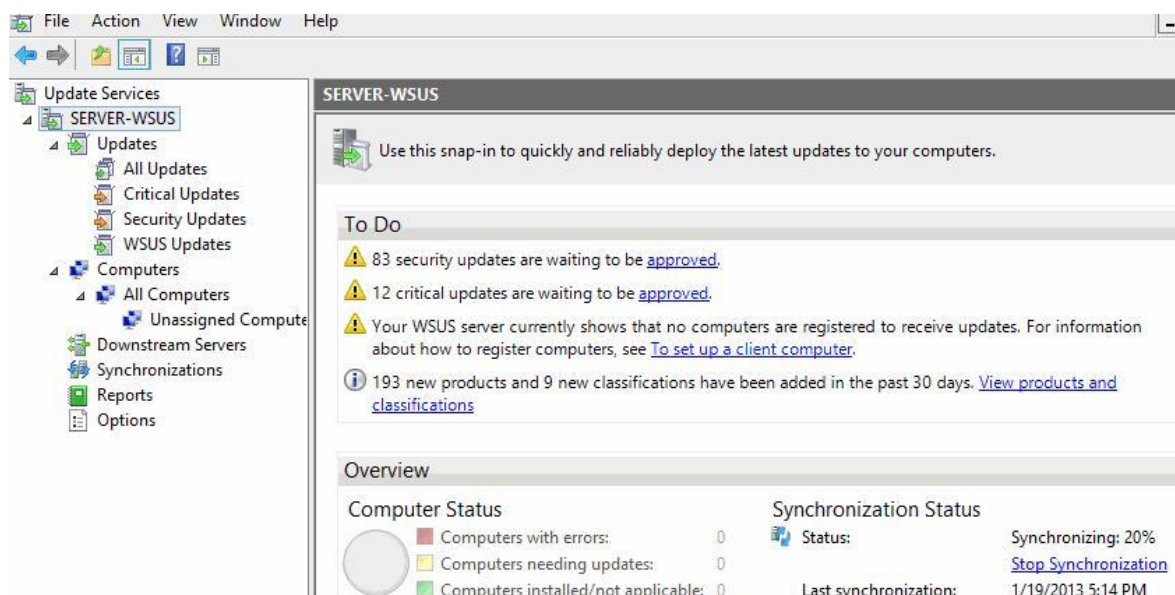 File Action View Window Help
Update Services
SERVER-WSUS
Updates
All Updates
Critical Updates
Security Updates
WSUS Updates
Computers
All Computers
Unassigned Compute
Downstream Servers
Synchronizations
Reports
Options
SERVER-WSUS
Use this snap-in to quickly and reliably deploy the latest updates to your computers.
To Do
83 security updates are waiting to be approved.
12 critical updates are waiting to be approved.
Your WSUS server currently shows that no computers are registered to receive updates. For information
about how to register computers, see To set up a client computer.
193 new products and 9 new classifications have been added in the past 30 days. View products and
classifications
Overview
Computer Status
Computers with errors: 0
Computers needing updates: 0
Computers installed/not applicable: 0
Synchronization Status
Status: Synchronizing: 20%
Stop Synchronization
Last synchronization: 1/19/2013 5:14 PM